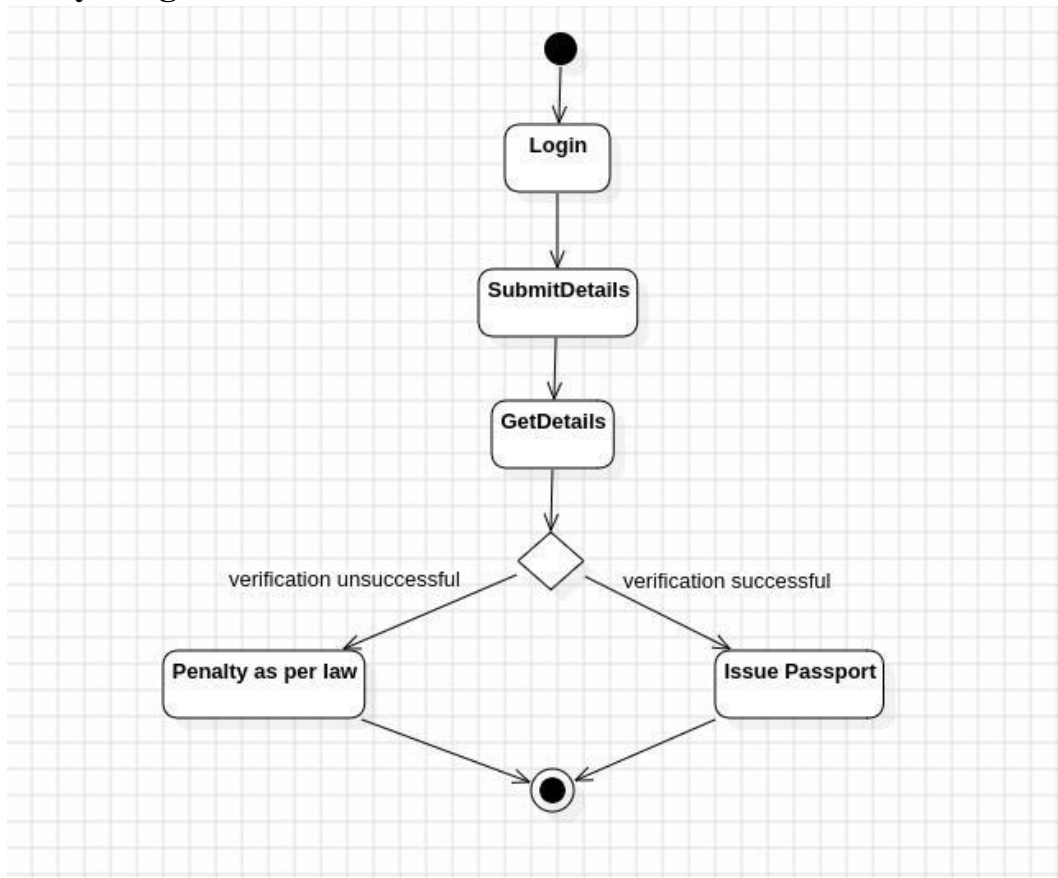 Login
SubmitDetails
GetDetails
verification unsuccessful
verification successful
Penalty as per law
Issue Passport